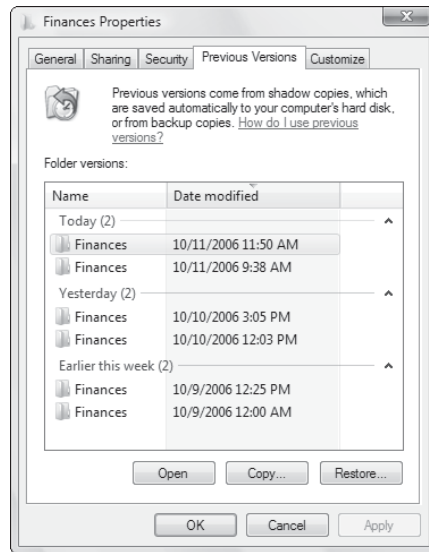 Finances Properties
General Sharing Security Previous Versions Customize
Previous versions come from shadow copies, which
are saved automatically to your computer's hard disk,
or from backup copies. How do I use previous
versions?
Folder versions:
Name Date modified
Today (2)
Finances 10/11/2006 11:50 AM
Finances 10/11/2006 9:38 AM
Yesterday (2)
Finances 10/10/2006 3:05 PM
Finances 10/10/2006 12:03 PM
Earlier this week (2)
Finances 10/9/2006 12:25 PM
Finances 10/9/2006 12:00 AM
Open Copy... Restore...
OK Cancel Apply